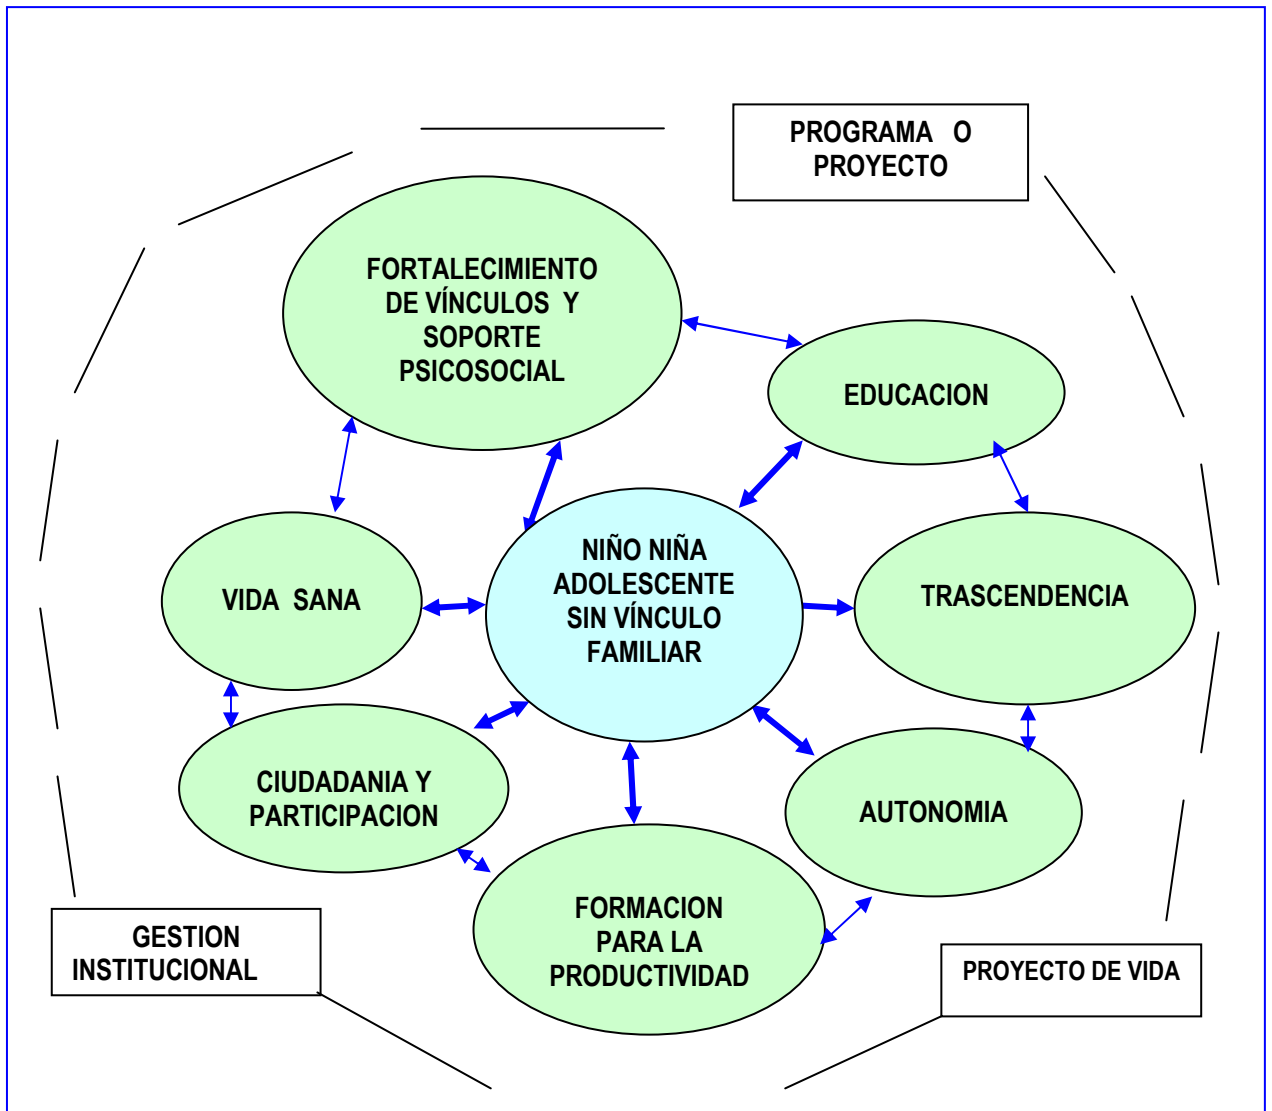 PROGRAMA O
PROYECTO
FORTALECIMIENTO
DE VÍNCULOS Y
SOPORTE
PSICOSOCIAL
EDUCACION
NIÑO NIÑA
ADOLESCENTE
SIN VÍNCULO
FAMILIAR
VIDA SANA
TRASCENDENCIA
CIUDADANIA Y
PARTICIPACION
AUTONOMIA
FORMACION
PARA LA
PRODUCTIVIDAD
GESTION
INSTITUCIONAL
PROYECTO DE VIDA